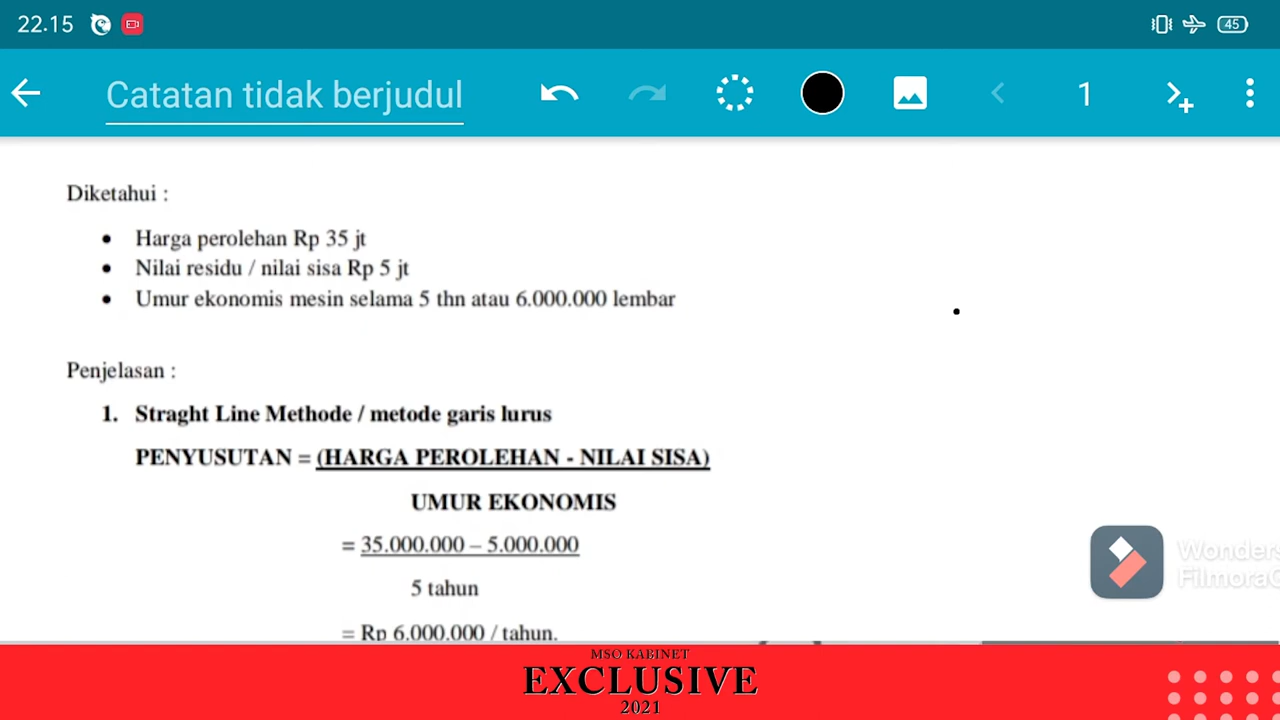 22.15
45
Catatan tidak berjudul
1
Diketahui :
• Harga perolehan Rp 35 jt
• Nilai residu / nilai sisa Rp 5 jt
• Umur ekonomis mesin selama 5 thn atau 6.000.000 lembar
Penjelasan :
1. Straght Line Methode / metode garis lurus
PENYUSUTAN = (HARGA PEROLEHAN - NILAI SISA)
UMUR EKONOMIS
= 35.000.000 – 5.000.000
5 tahun
= Rp 6.000.000 / tahun.
Wonders
FilmoraG
MSO KABINET
EXCLUSIVE
2021